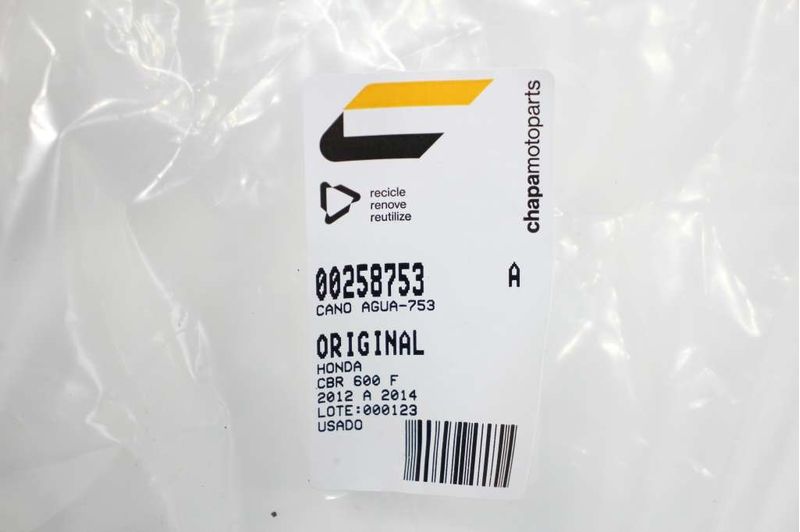 chapamotoparts
recicle
renove
reutilize
00258753 A
CANO AGUA-753
ORIGINAL
HONDA
CBR 600 F
2012 A 2014
LOTE:000123
USADO